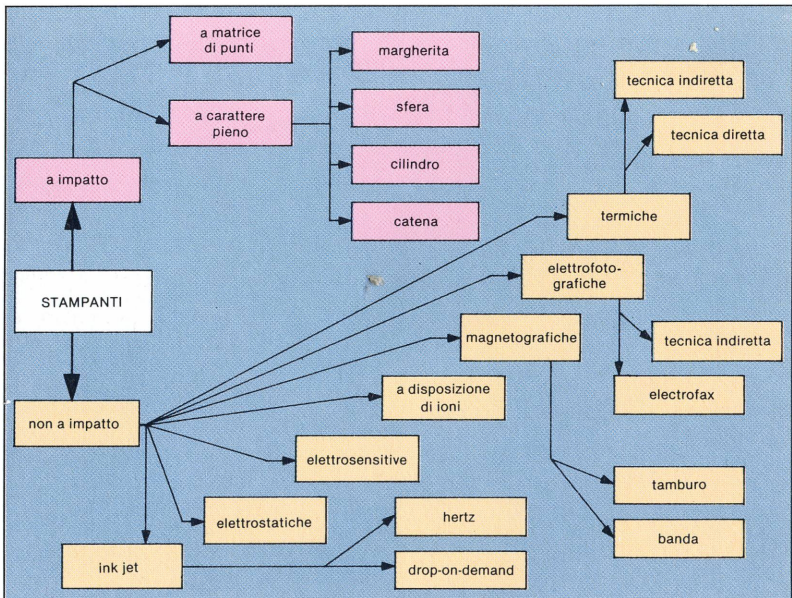 a matrice
di punti
margherita
tecnica indiretta
sfera
a carattere
pieno
tecnica diretta
cilindro
a impatto
termiche
catena
elettrofoto-
grafiche
STAMPANTI
magnetografiche
tecnica indiretta
a disposizione
di ioni
electrofax
non a impatto
elettrosensitive
tamburo
elettrostatiche
hertz
banda
ink jet
drop-on-demand